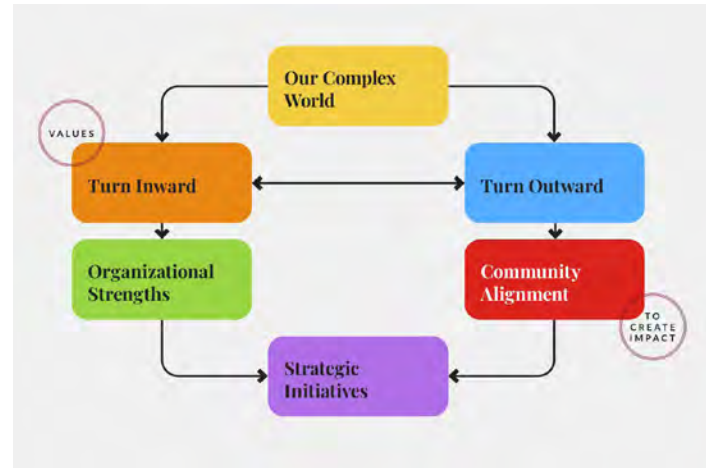 Our Complex
World
VALUES
Turn Inward
Turn Outward
Organizational
Strengths
Community
Alignment
TO
CREATE
IMPACT
Strategic
Initiatives